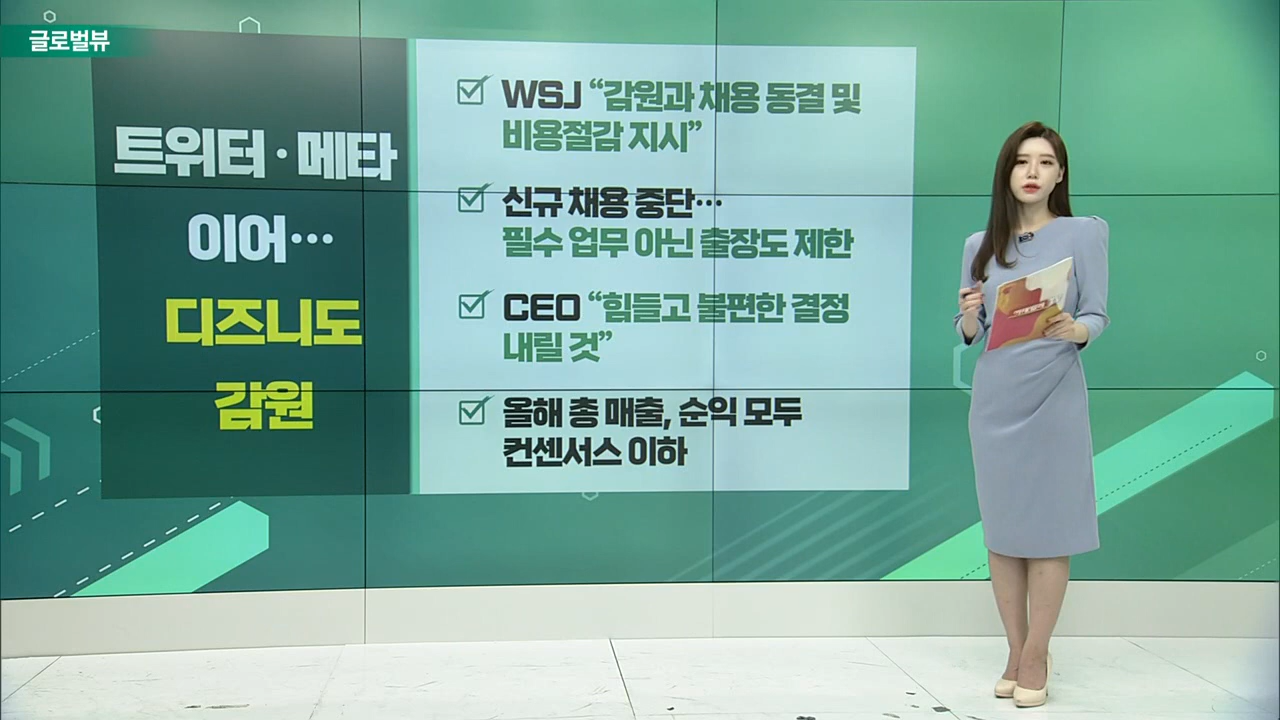 글로벌뷰
트위터·메타
이어…
디즈니도
감원
WSJ “감원과 채용 동결 및
비용절감 지시”
신규 채용 중단…
필수 업무 아닌 출장도 제한
CEO “힘들고 불편한 결정
내릴 것”
올해 총 매출, 순익 모두
컨센서스 이하